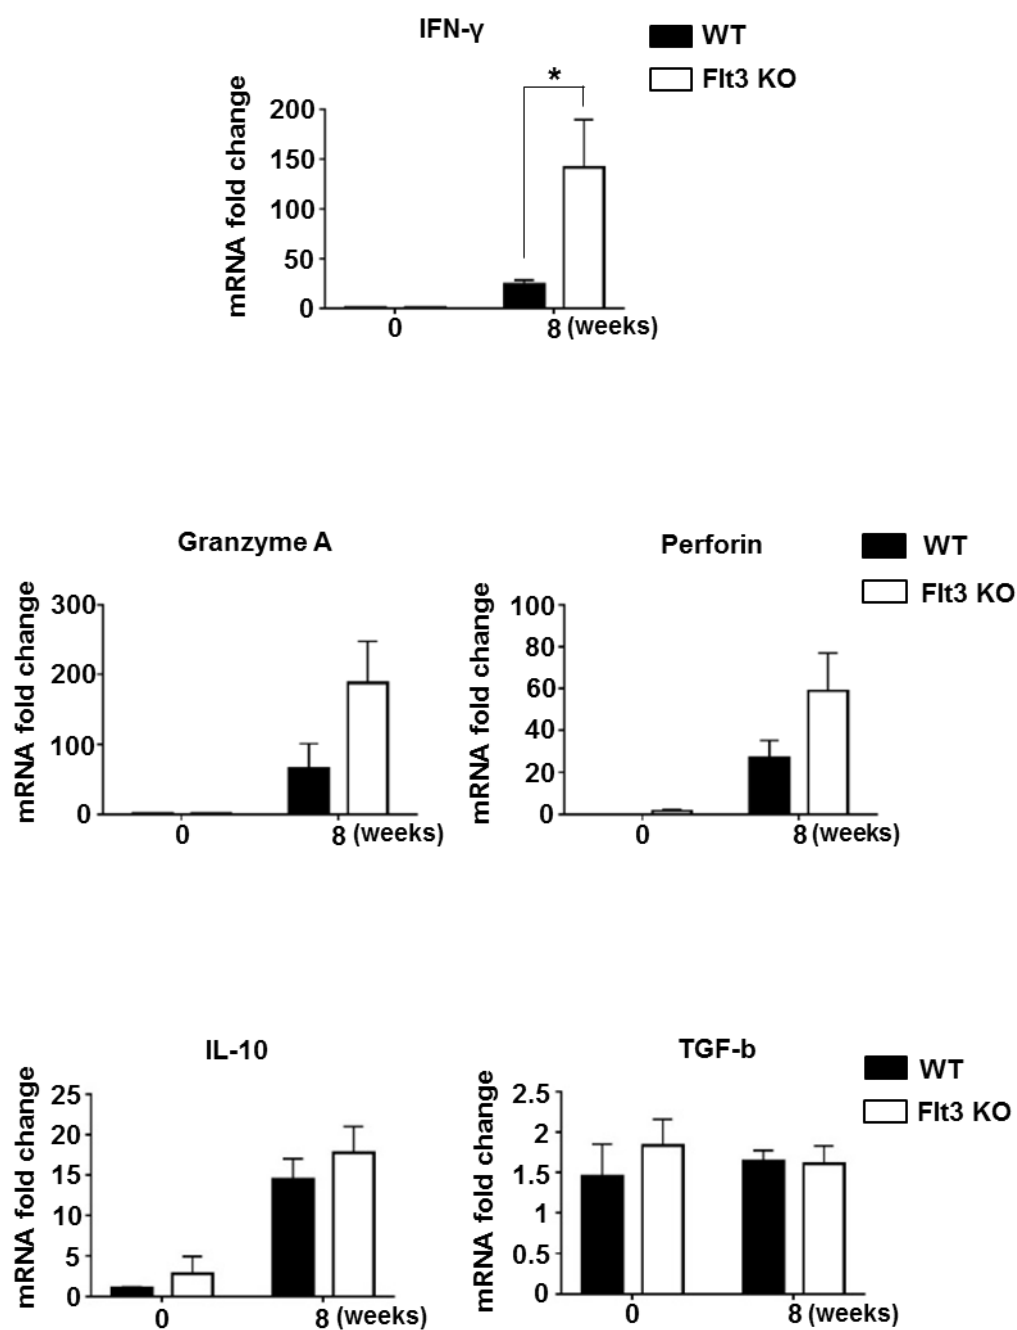 IFN-γ
WT
Flt3 KO
*
mRNA fold change
200
150
100
50
0
0
8 (weeks)
Granzyme A
mRNA fold change
300
200
100
0
0
8 (weeks)
Perforin
WT
Flt3 KO
mRNA fold change
100
80
60
40
20
0
0
8 (weeks)
IL-10
mRNA fold change
25
20
15
10
5
0
0
8 (weeks)
TGF-b
WT
Flt3 KO
mRNA fold change
2.5
2
1.5
1
0.5
0
0
8 (weeks)